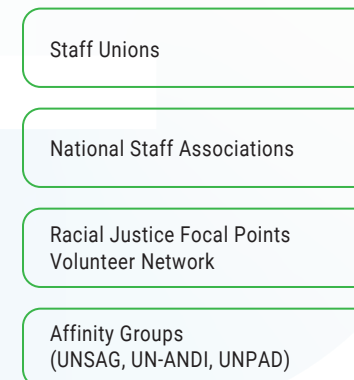 Staff Unions
National Staff Associations
Racial Justice Focal Points
Volunteer Network
Affinity Groups
(UNSAG, UN-ANDI, UNPAD)